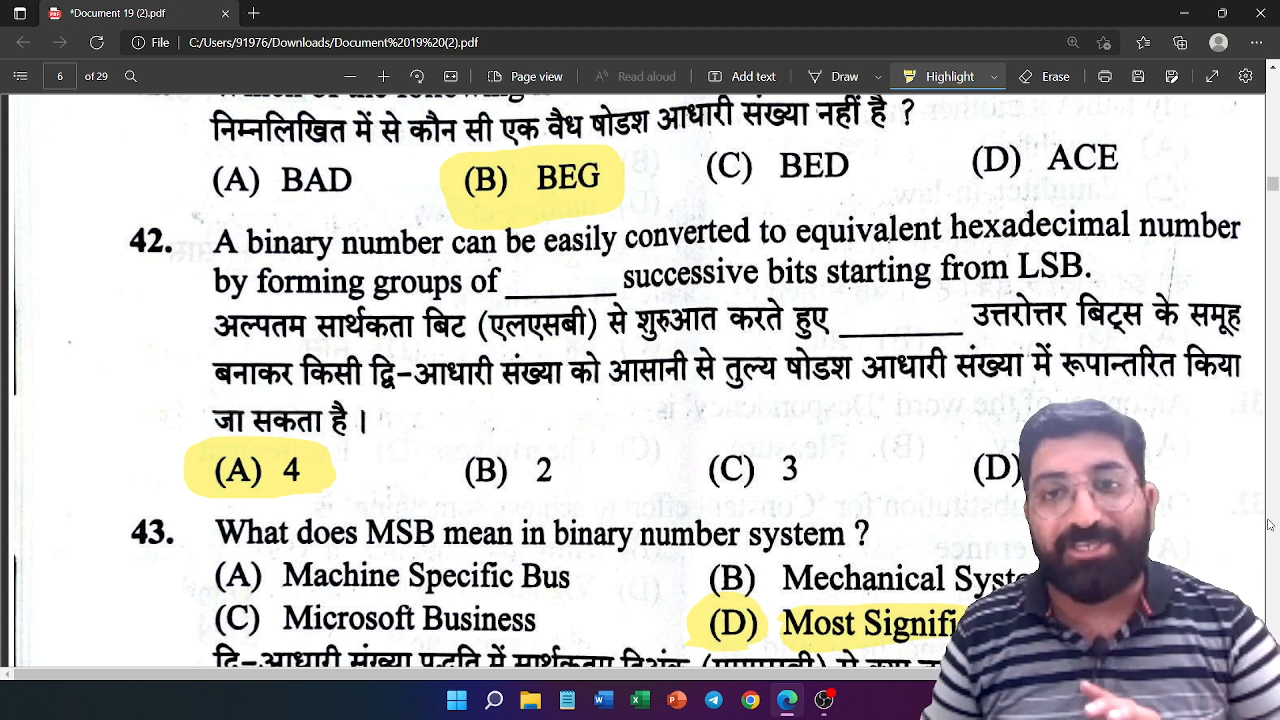 *Document 19 (2).pdf
File C:/Users/91976/Downloads/Document%2019%20(2).pdf
6 of 29 Page view Read aloud Add text Draw Highlight Erase
निम्नलिखित में से कौन सी एक वैध षोडश आधारी संख्या नहीं है ?
(A) BAD (B) BEG (C) BED (D) ACE
42. A binary number can be easily converted to equivalent hexadecimal number
by forming groups of ________ successive bits starting from LSB.
अल्पतम सार्थकता बिट (एलएसबी) से शुरुआत करते हुए ________ उत्तरोत्तर बिट्स के समूह
बनाकर किसी द्वि-आधारी संख्या को आसानी से तुल्य षोडश आधारी संख्या में रूपान्तरित किया
जा सकता है ।
(A) 4 (B) 2 (C) 3 (D)
43. What does MSB mean in binary number system ?
(A) Machine Specific Bus (B) Mechanical
(C) Microsoft Business (D) Most